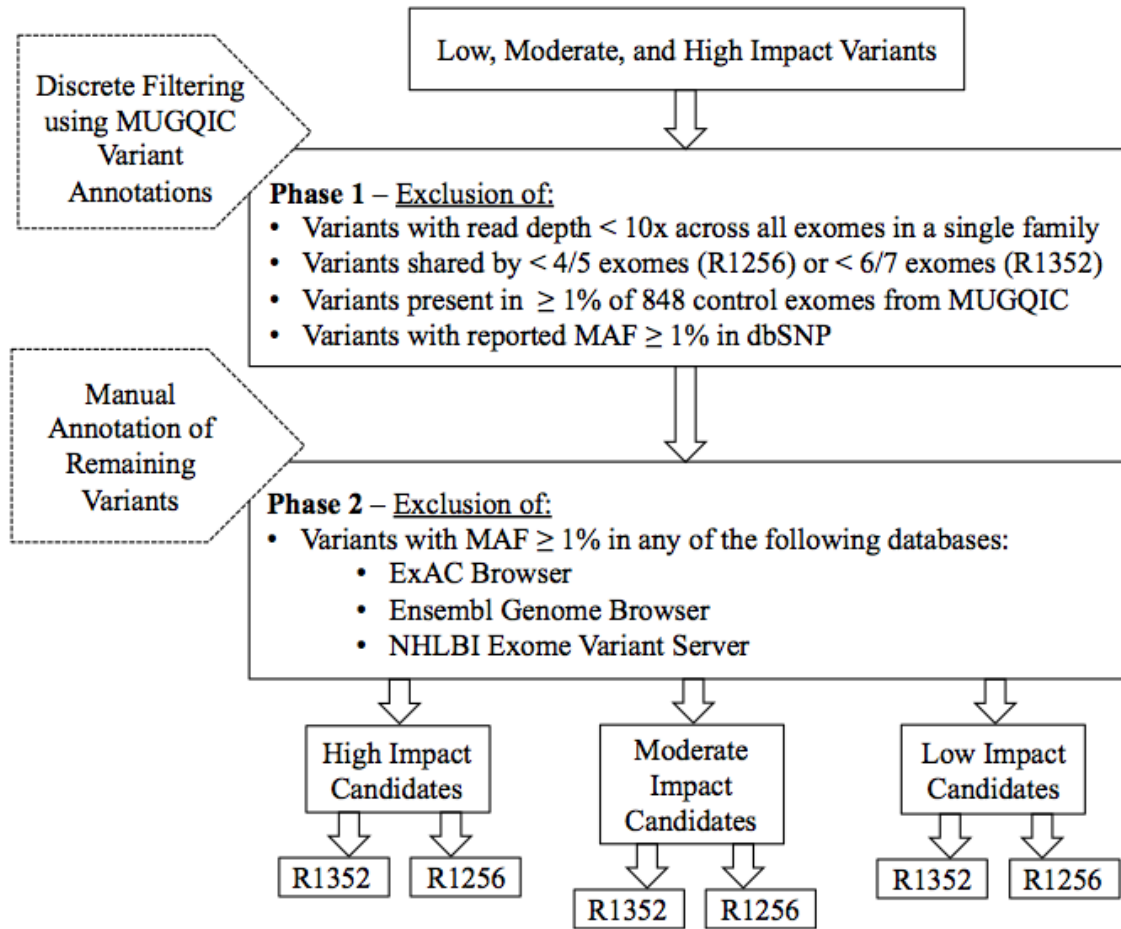 Low, Moderate, and High Impact Variants
Discrete Filtering
using MUGQIC
Variant
Annotations
Phase 1 – Exclusion of:
• Variants with read depth < 10x across all exomes in a single family
• Variants shared by < 4/5 exomes (R1256) or < 6/7 exomes (R1352)
• Variants present in ≥ 1% of 848 control exomes from MUGQIC
• Variants with reported MAF ≥ 1% in dbSNP
Manual
Annotation of
Remaining
Variants
Phase 2 – Exclusion of:
• Variants with MAF ≥ 1% in any of the following databases:
• ExAC Browser
• Ensembl Genome Browser
• NHLBI Exome Variant Server
High Impact
Candidates
R1352
R1256
Moderate
Impact
Candidates
R1352
R1256
Low Impact
Candidates
R1352
R1256